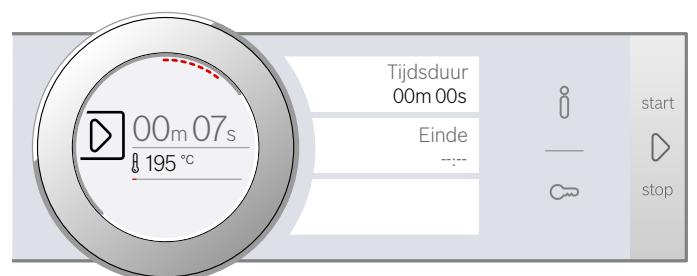 00m 07s
195 °C
Tijdsduur
00m 00s
Einde
--:--
start
stop